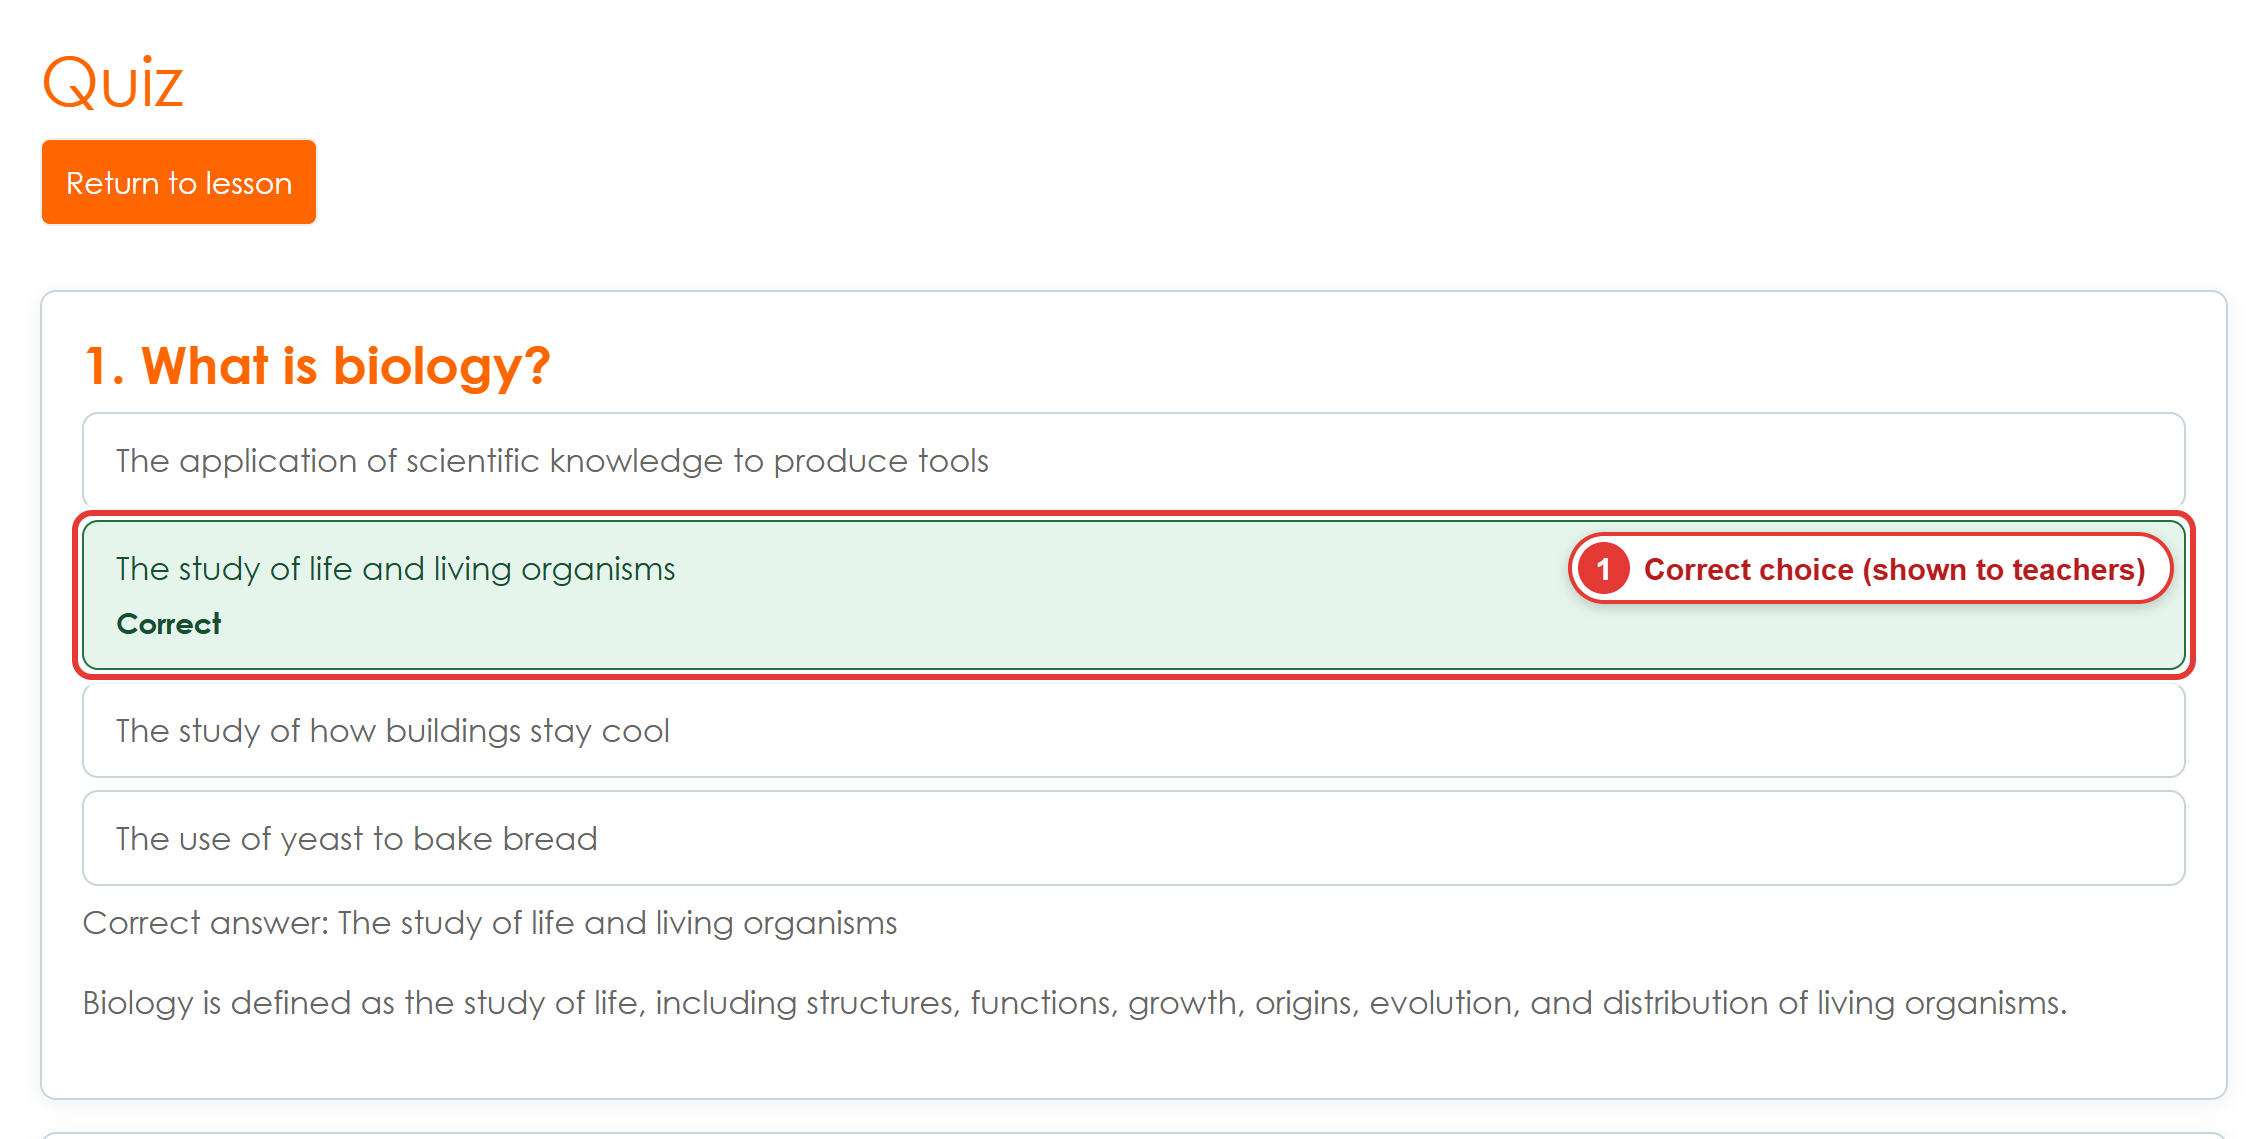 Quiz
Return to lesson
1. What is biology?
The application of scientific knowledge to produce tools
The study of life and living organisms
1 Correct choice (shown to teachers)
Correct
The study of how buildings stay cool
The use of yeast to bake bread
Correct answer: The study of life and living organisms
Biology is defined as the study of life, including structures, functions, growth, origins, evolution, and distribution of living organisms.